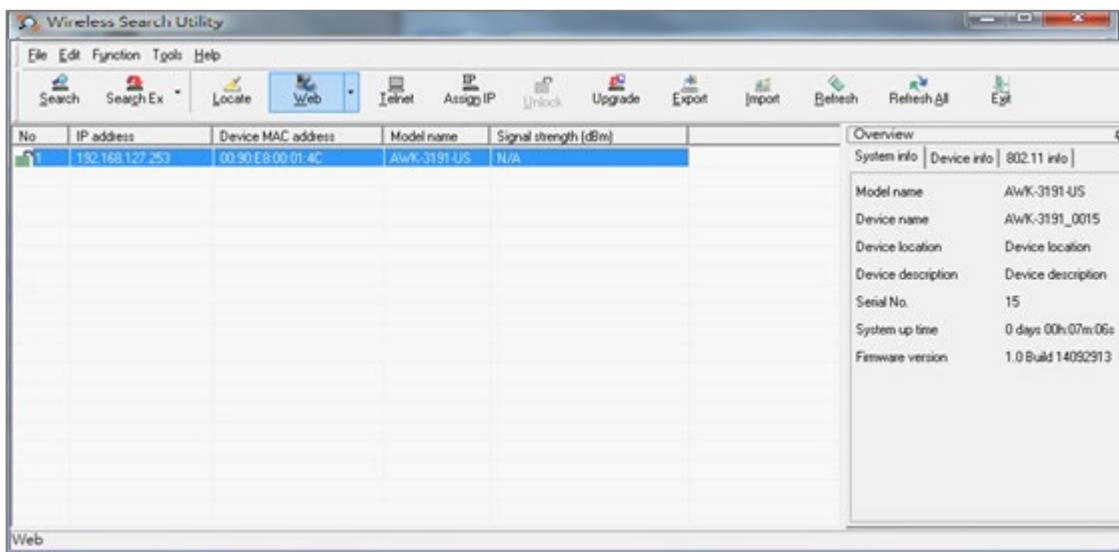 Wireless Search Utility
File Edit Function Tools Help
Search Search Ex Locate Web Telnet Assign IP Unlock Upgrade Export Import Refresh Refresh All Exit
No IP address Device MAC address Model name Signal strength (dBm) Overview
1 192.168.127.253 00:90:E8:00:01:4C AWK-3191-US N/A System info Device info 802.11 info
Model name AWK-3191-US
Device name AWK-3191_0015
Device location Device location
Device description Device description
Serial No. 15
System up time 0 days 00h:07m:06s
Firmware version 1.0 Build 14092913
Web